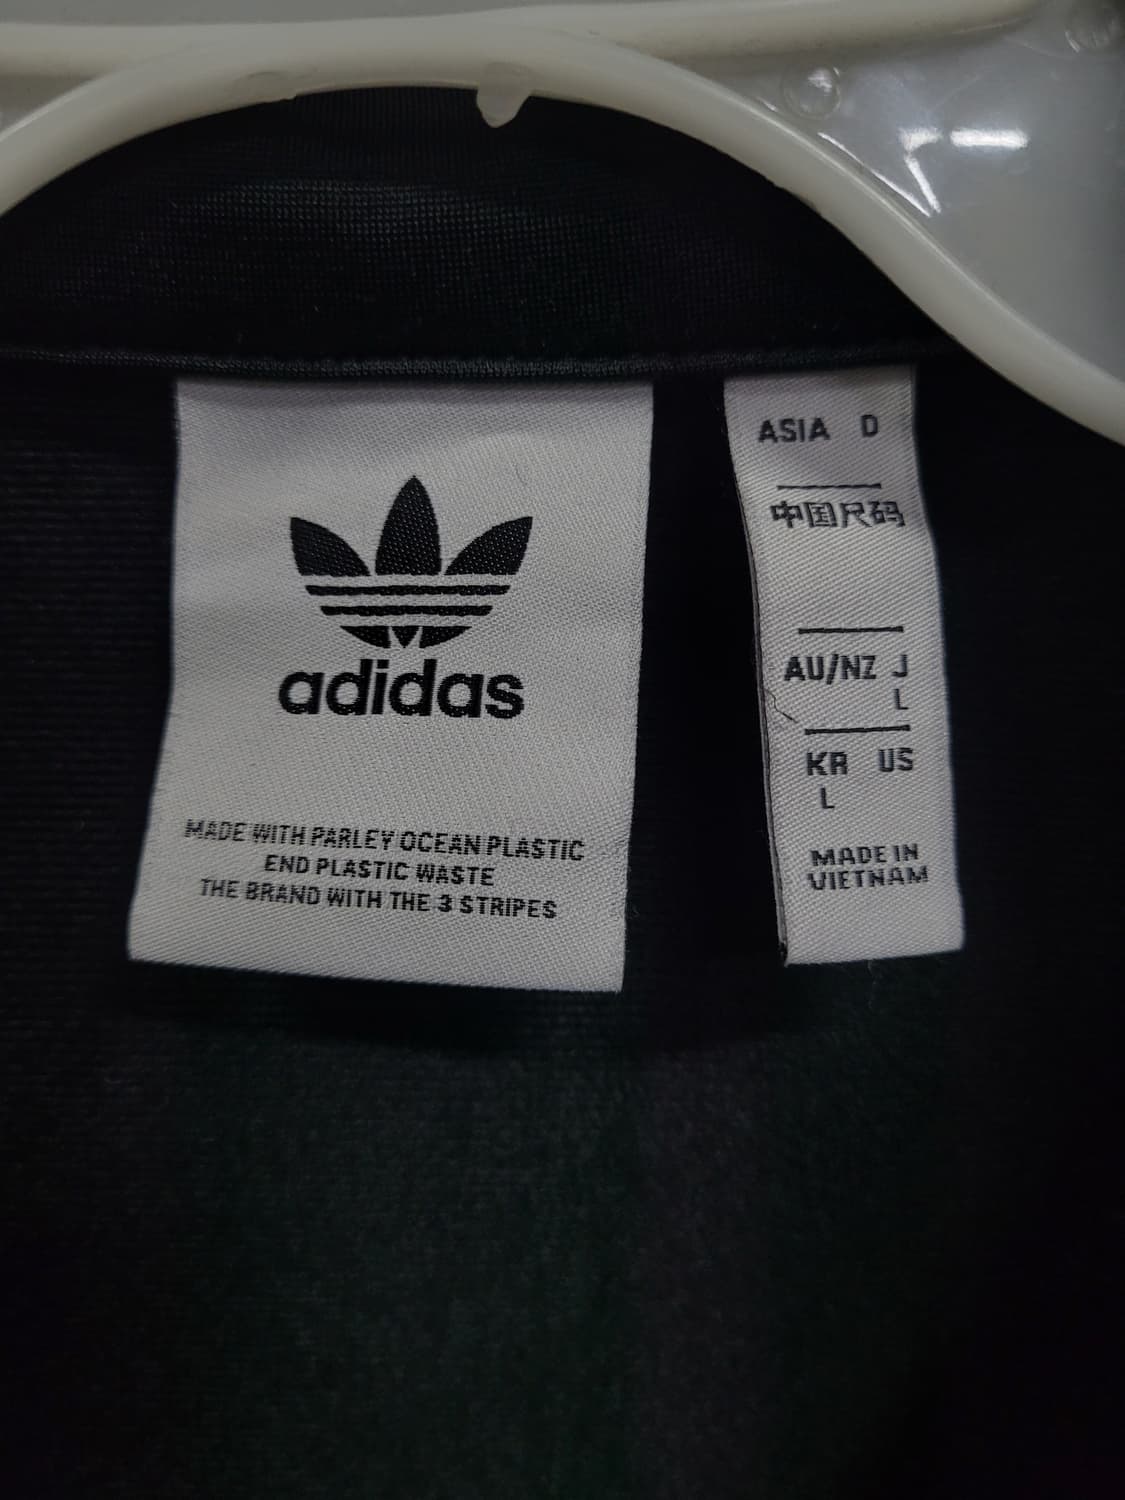 adidas
MADE WITH PARLEY OCEAN PLASTIC
END PLASTIC WASTE
THE BRAND WITH THE 3 STRIPES
ASIA D
中国尺码
AU/NZ J
L
KR US
L
MADE IN
VIETNAM